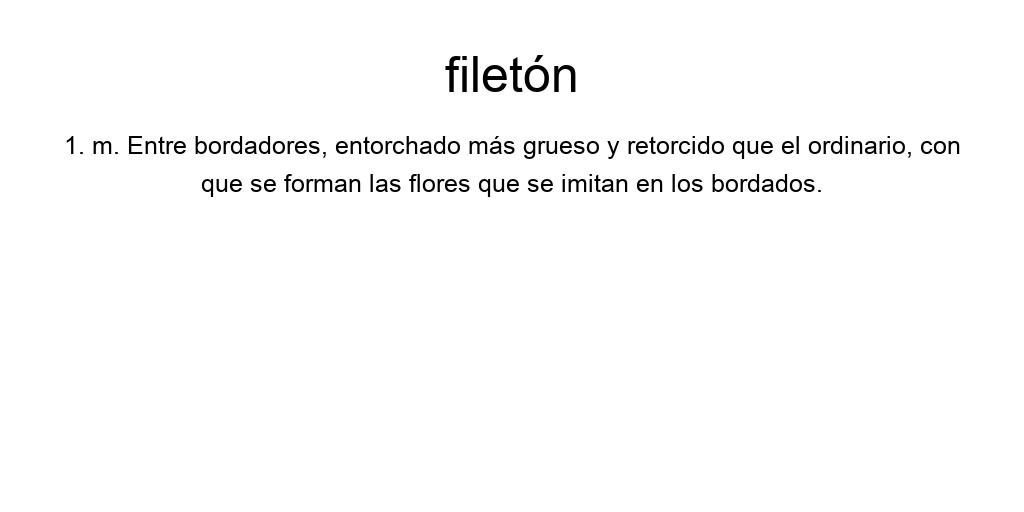 filetón
1. m. Entre bordadores, entorchado más grueso y retorcido que el ordinario, con
que se forman las flores que se imitan en los bordados.